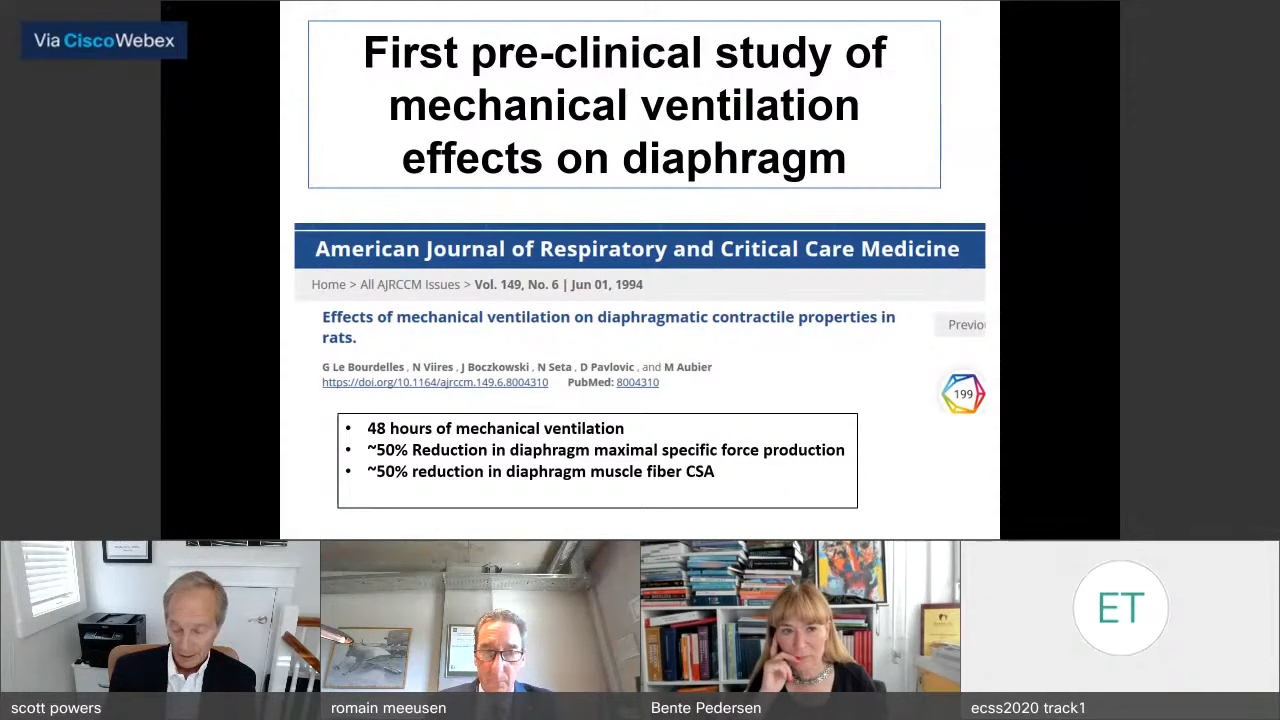 Via CiscoWebex
First pre-clinical study of
mechanical ventilation
effects on diaphragm
American Journal of Respiratory and Critical Care Medicine
Home > All AJRCCM Issues > Vol. 149, No. 6 | Jun 01, 1994
Effects of mechanical ventilation on diaphragmatic contractile properties in
rats.
Previo
G Le Bourdelles , N Viires , J Boczkowski , N Seta , D Pavlovic , and M Aubier
https://doi.org/10.1164/ajrccm.149.6.8004310 PubMed: 8004310
199
• 48 hours of mechanical ventilation
• ~50% Reduction in diaphragm maximal specific force production
• ~50% reduction in diaphragm muscle fiber CSA
ET
scott powers
romain meeusen
Bente Pedersen
ecss2020 track1